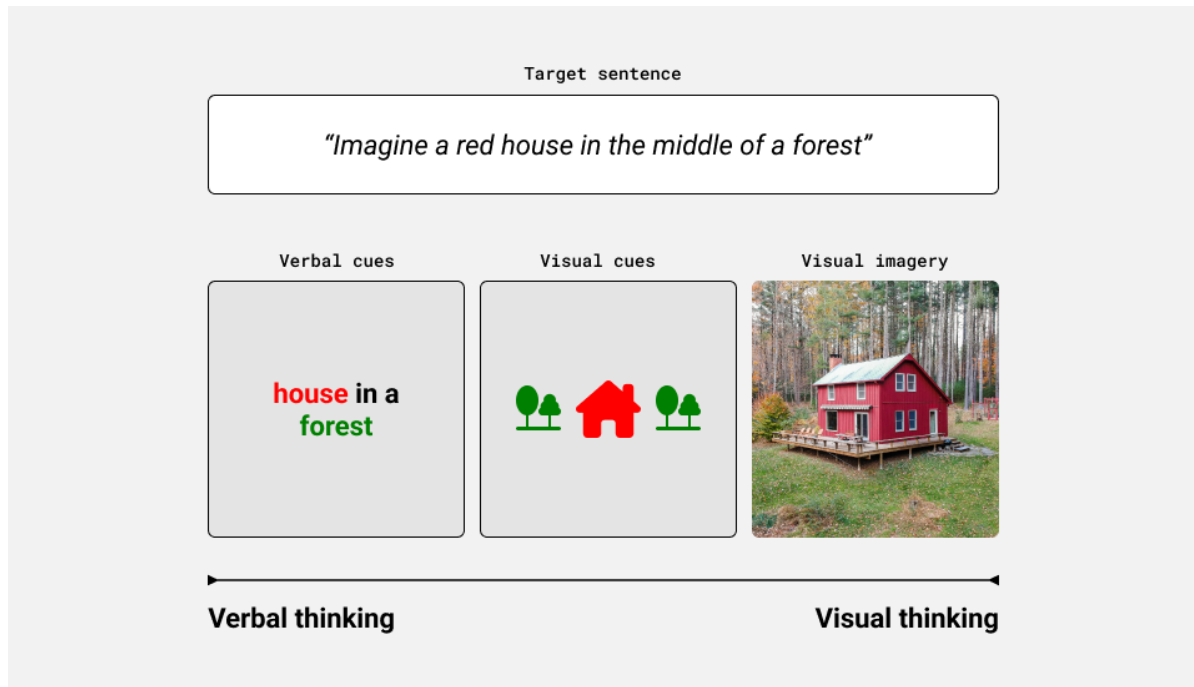 Target sentence
“Imagine a red house in the middle of a forest”
Verbal cues
Visual cues
Visual imagery
house in a
forest
Verbal thinking
Visual thinking